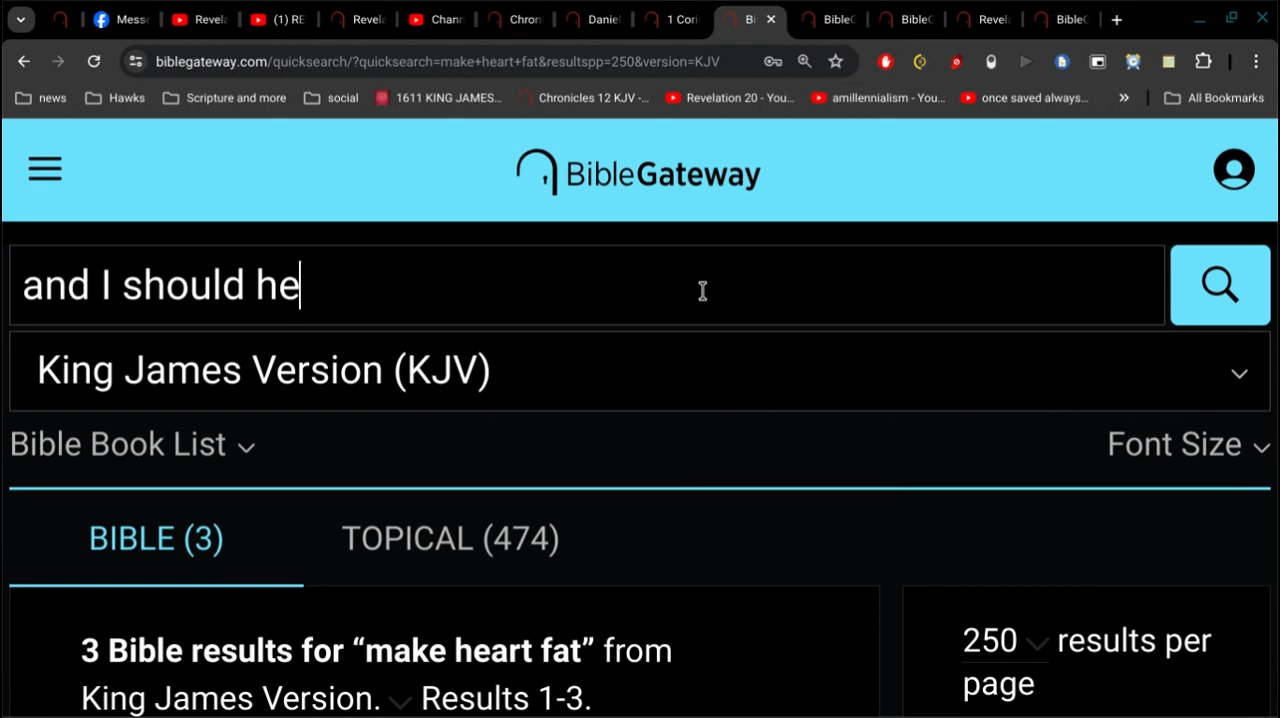 Mess
Revela
(1) RE
Revela
Chann
Chron
Daniel
1 Cori
Bi
BibleG
BibleG
Revela
BibleG
biblegateway.com/quicksearch/?quicksearch=make+heart+fat&resultspp=250&version=KJV
news
Hawks
Scripture and more
social
1611 KING JAMES...
Chronicles 12 KJV -...
Revelation 20 - You...
amillennialism - You...
once saved always...
»
All Bookmarks
BibleGateway
and I should he
King James Version (KJV)
Bible Book List
Font Size
BIBLE (3)
TOPICAL (474)
3 Bible results for “make heart fat” from
King James Version. Results 1-3.
250 results per
page